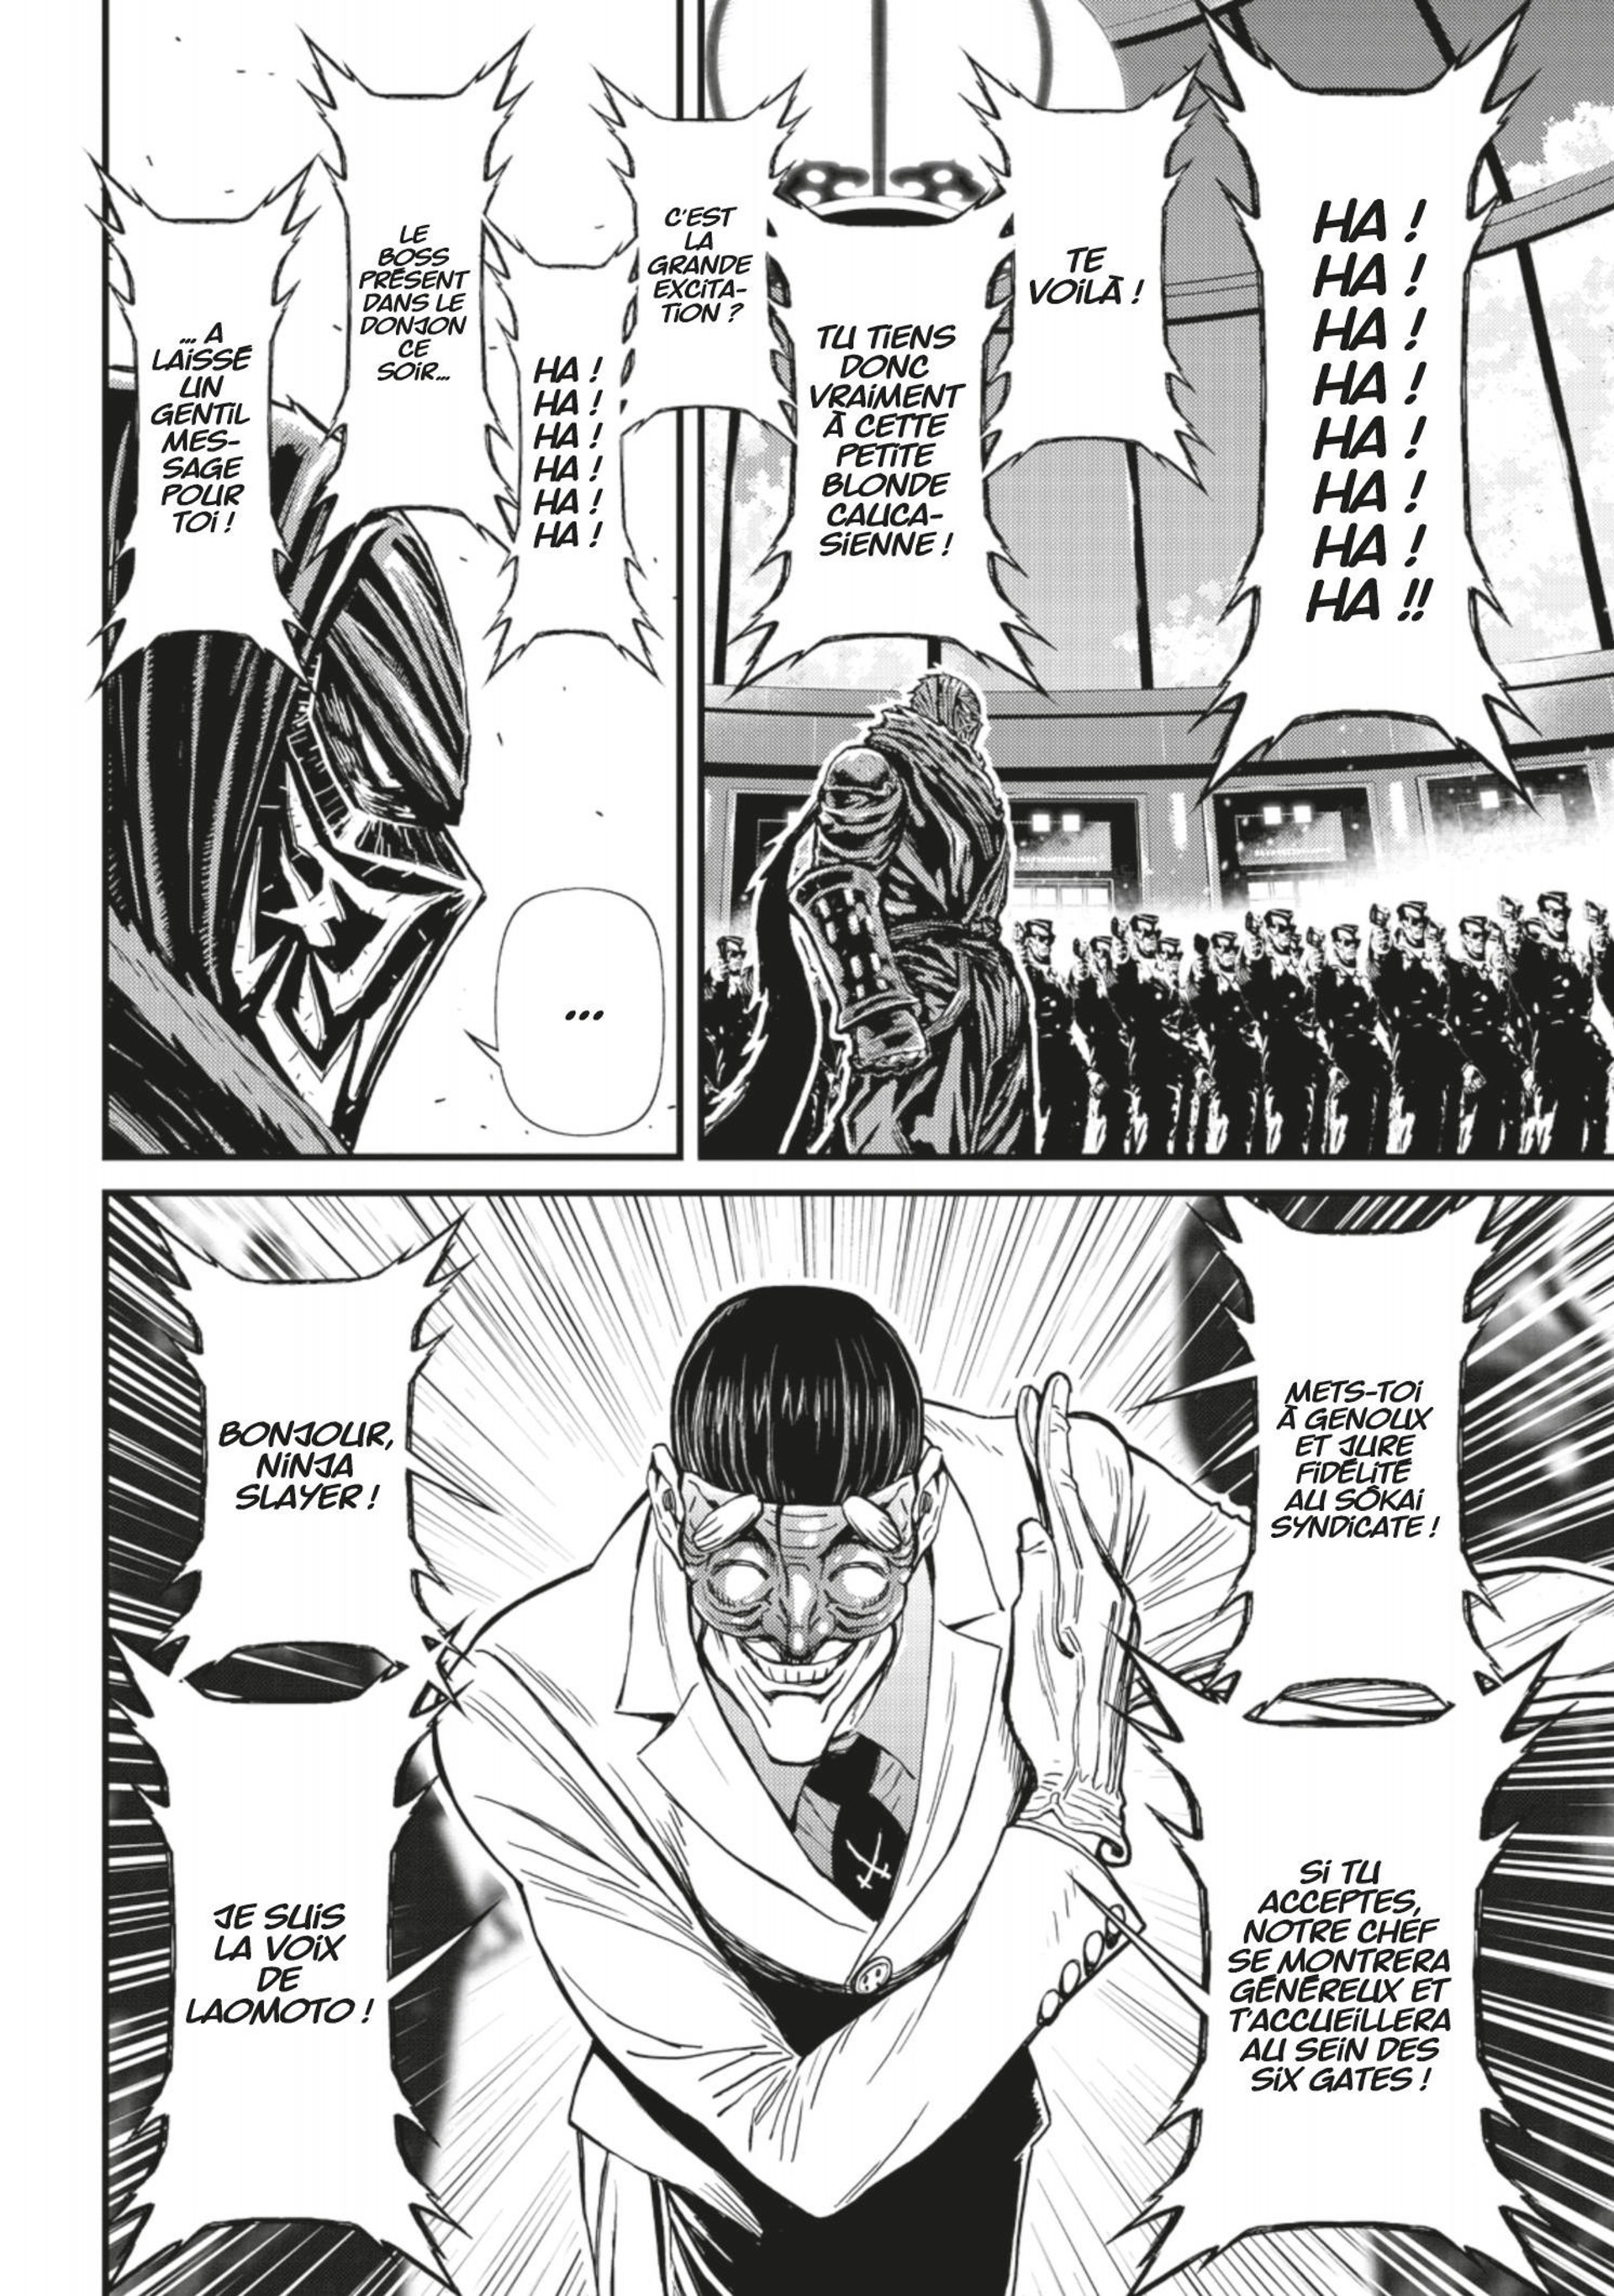 HA !
HA !
HA !
HA !
HA !
HA !
HA !
HA !!
TE
VOILÀ !
TU TIENS
DONC
VRAIMENT
À CETTE
PETITE
BLONDE
CAUCA-
SIENNE !
C'EST
LA
GRANDE
EXCITA-
TION ?
HA !
HA !
HA !
HA !
HA !
HA !
LE
BOSS
PRÉSENT
DANS LE
DONJON
CE
SOIR...
... A
LAISSÉ
UN
GENTIL
MES-
SAGE
POUR
TOI !
...
METS-TOI
À GENOUX
ET JURE
FIDÉLITÉ
AU SÔKAI
SYNDICATE !
SI TU
ACCEPTES,
NOTRE CHEF
SE MONTRERA
GÉNÉREUX ET
T'ACCUEILLERA
AU SEIN DES
SIX GATES !
BONJOUR,
NINJA
SLAYER !
JE SUIS
LA VOIX
DE
LAOMOTO !